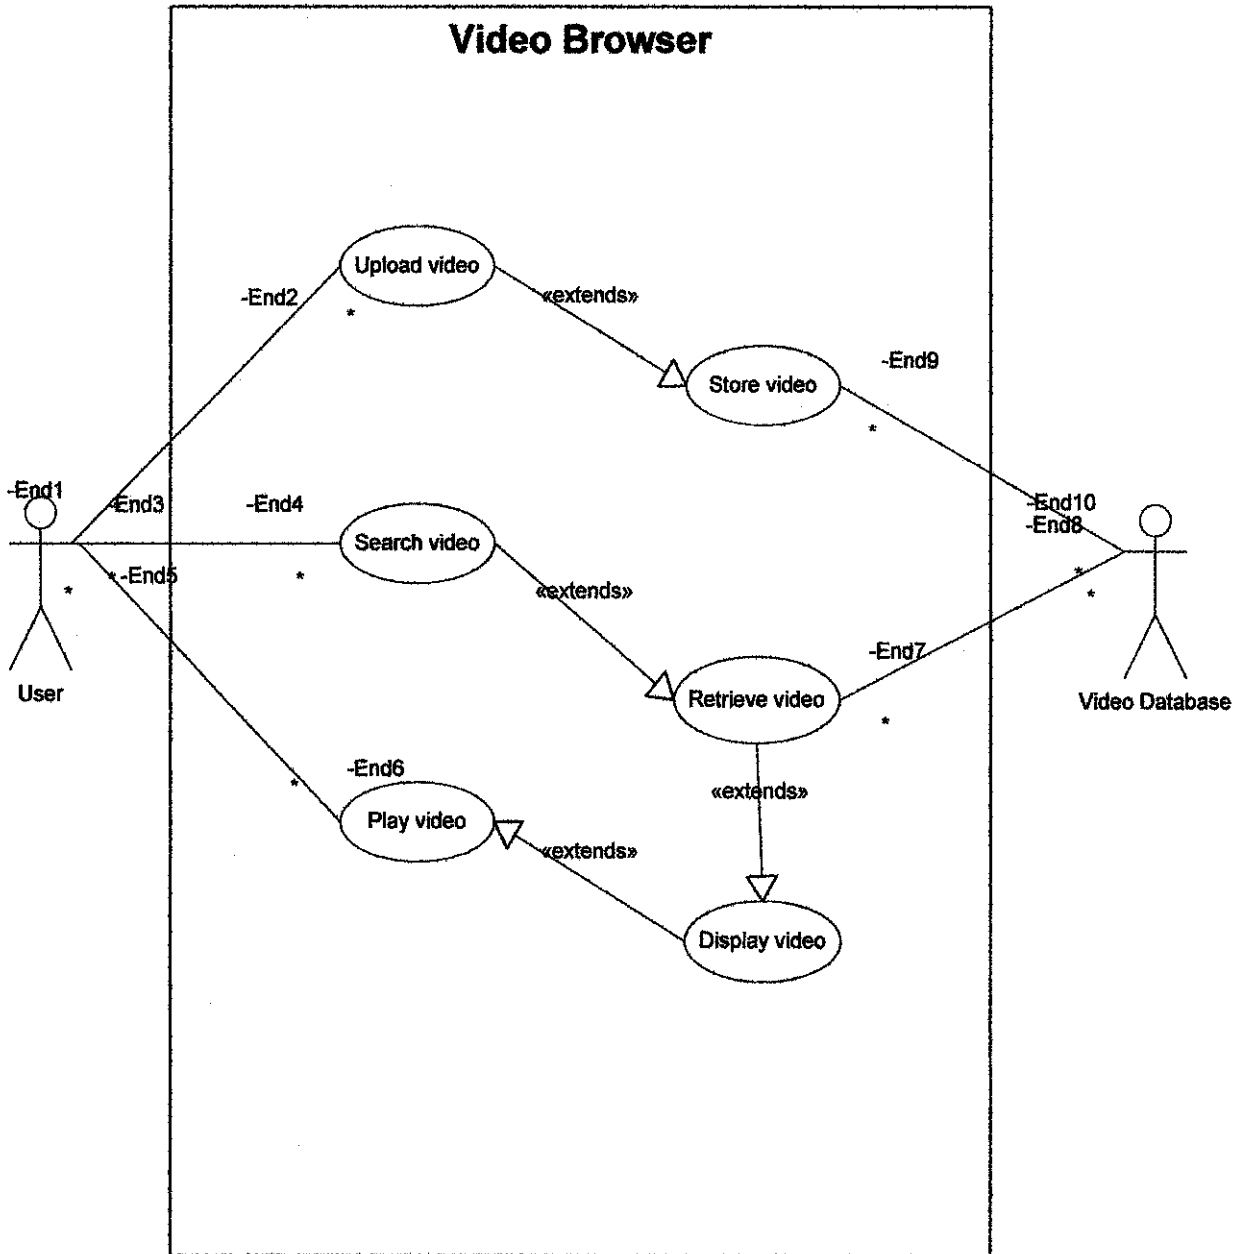 Video Browser
Upload video
-End2
«extends»
*
-End9
Store video
*
-End1
-End3
-End4
-End10
-End8
Search video
*
*
*
-End5
«extends»
*
*
-End7
User
Retrieve video
Video Database
*
-End6
*
«extends»
Play video
«extends»
Display video